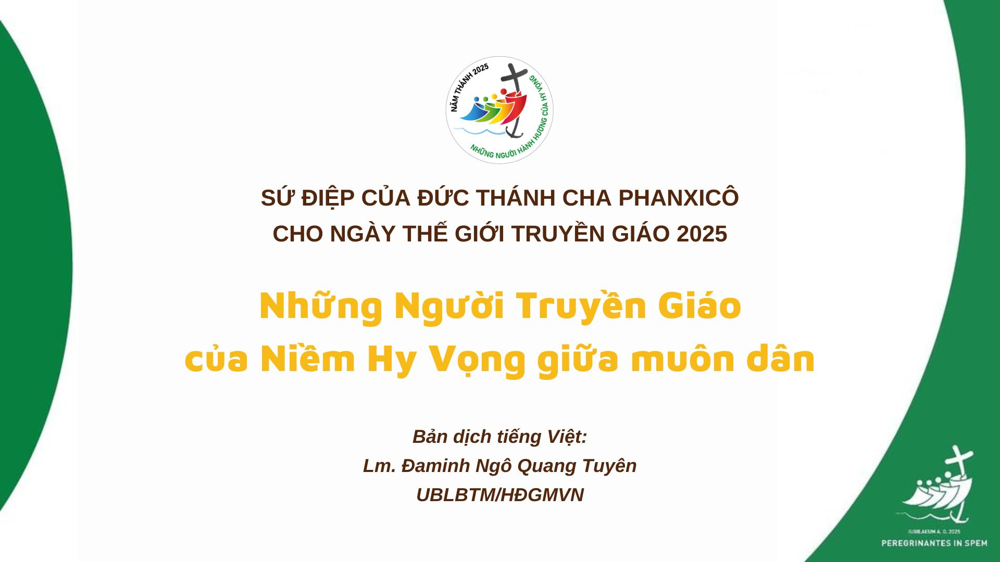 NĂM THÁNH 2025
NHỮNG NGƯỜI HÀNH HƯƠNG CỦA HY VỌNG
SỨ ĐIỆP CỦA ĐỨC THÁNH CHA PHANXICÔ
CHO NGÀY THẾ GIỚI TRUYỀN GIÁO 2025
Những Người Truyền Giáo
của Niềm Hy Vọng giữa muôn dân
Bản dịch tiếng Việt:
Lm. Đaminh Ngô Quang Tuyên
UBLBTM/HĐGMVN
IUBILAEUM A. D. 2025
PEREGRINANTES IN SPEM